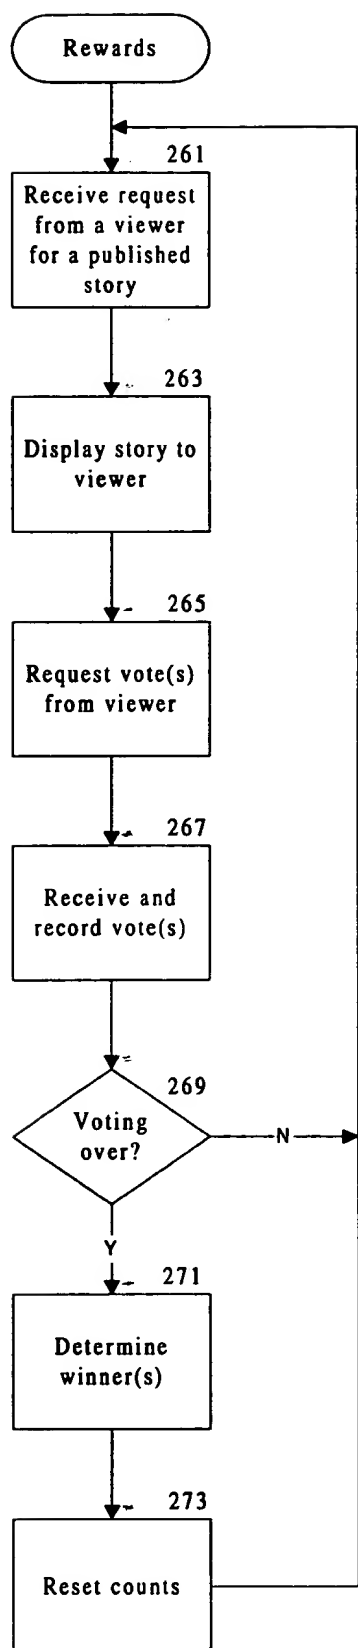 Rewards
261
Receive request
from a viewer
for a published
story
263
Display story to
viewer
265
Request vote(s)
from viewer
267
Receive and
record vote(s)
269
Voting
over?
N
Y
271
Determine
winner(s)
273
Reset counts